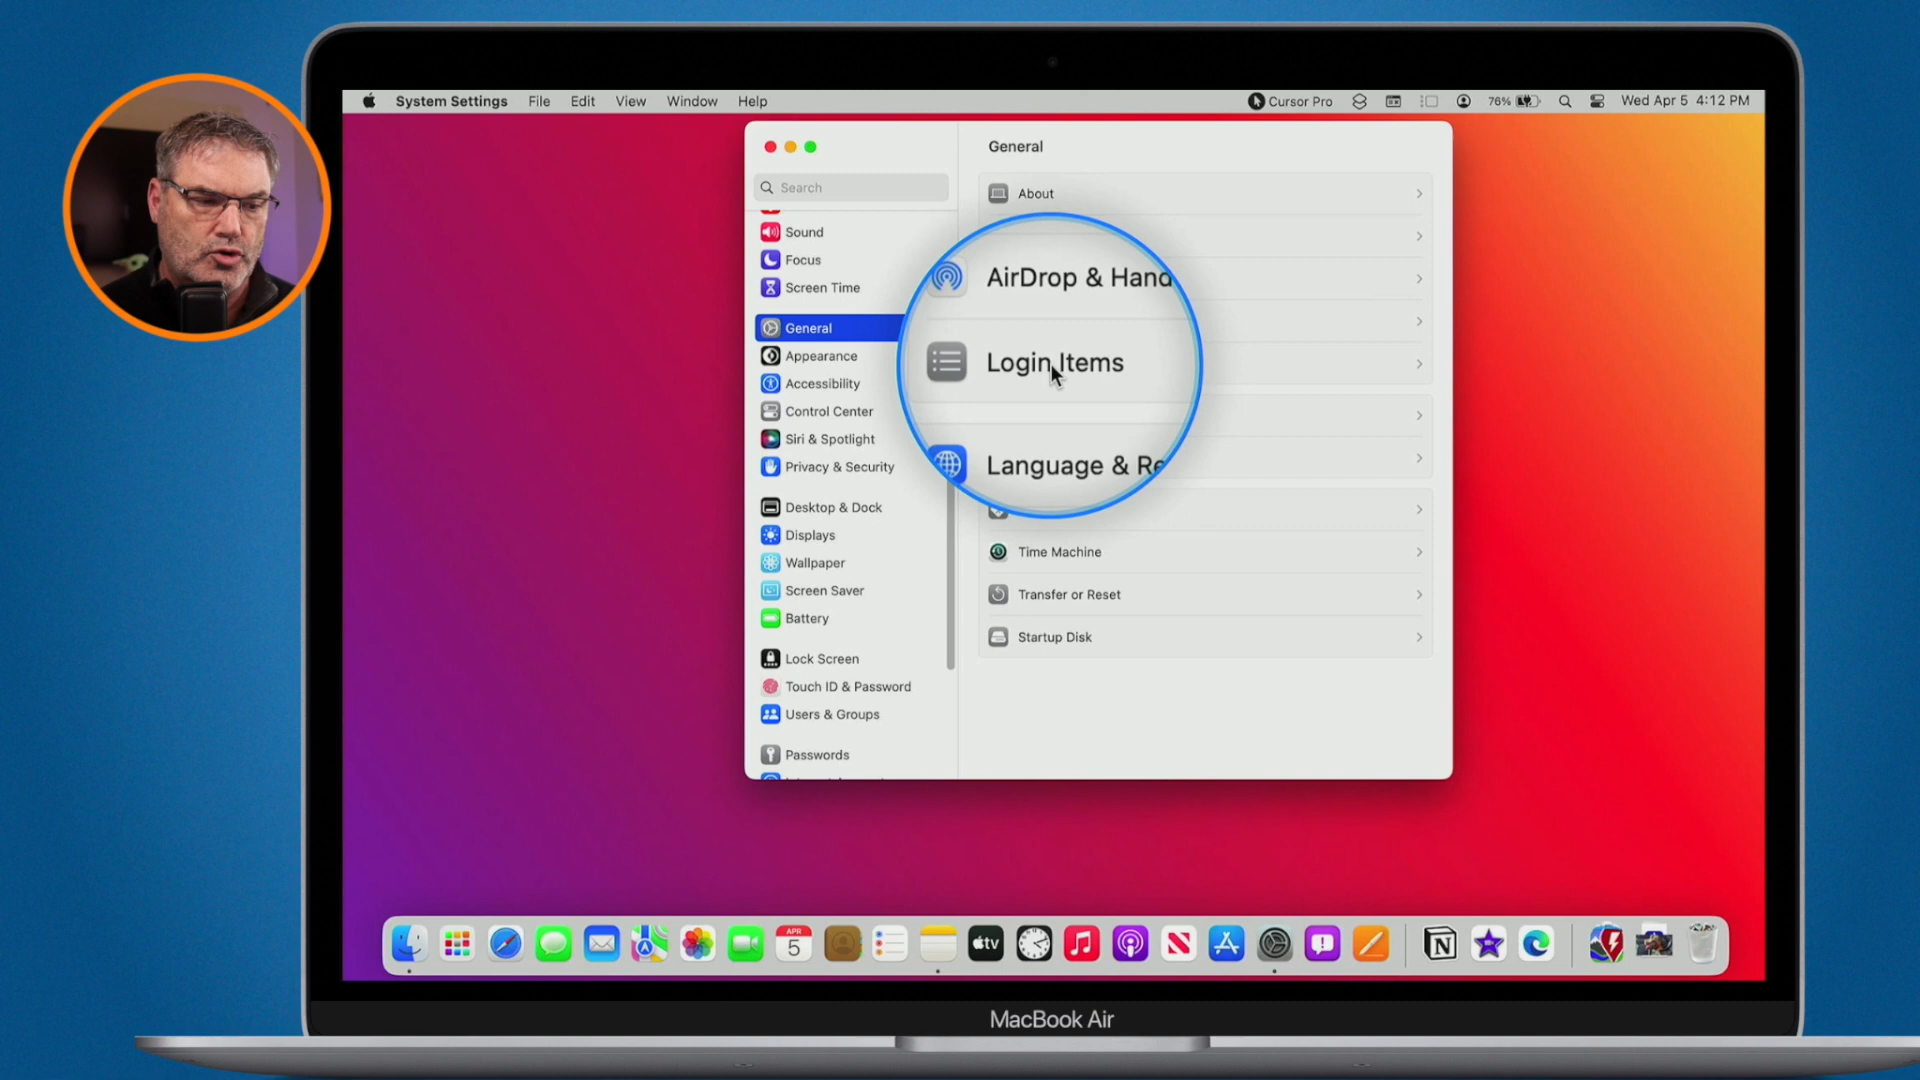 System Settings File Edit View Window Help
Cursor Pro 76% Wed Apr 5 4:12 PM
Search
Sound
Focus
Screen Time
General
Appearance
Accessibility
Control Center
Siri & Spotlight
Privacy & Security
Desktop & Dock
Displays
Wallpaper
Screen Saver
Battery
Lock Screen
Touch ID & Password
Users & Groups
Passwords
General
About
AirDrop & Hand
Login Items
Language & Re
Time Machine
Transfer or Reset
Startup Disk
APR
5
tv
MacBook Air